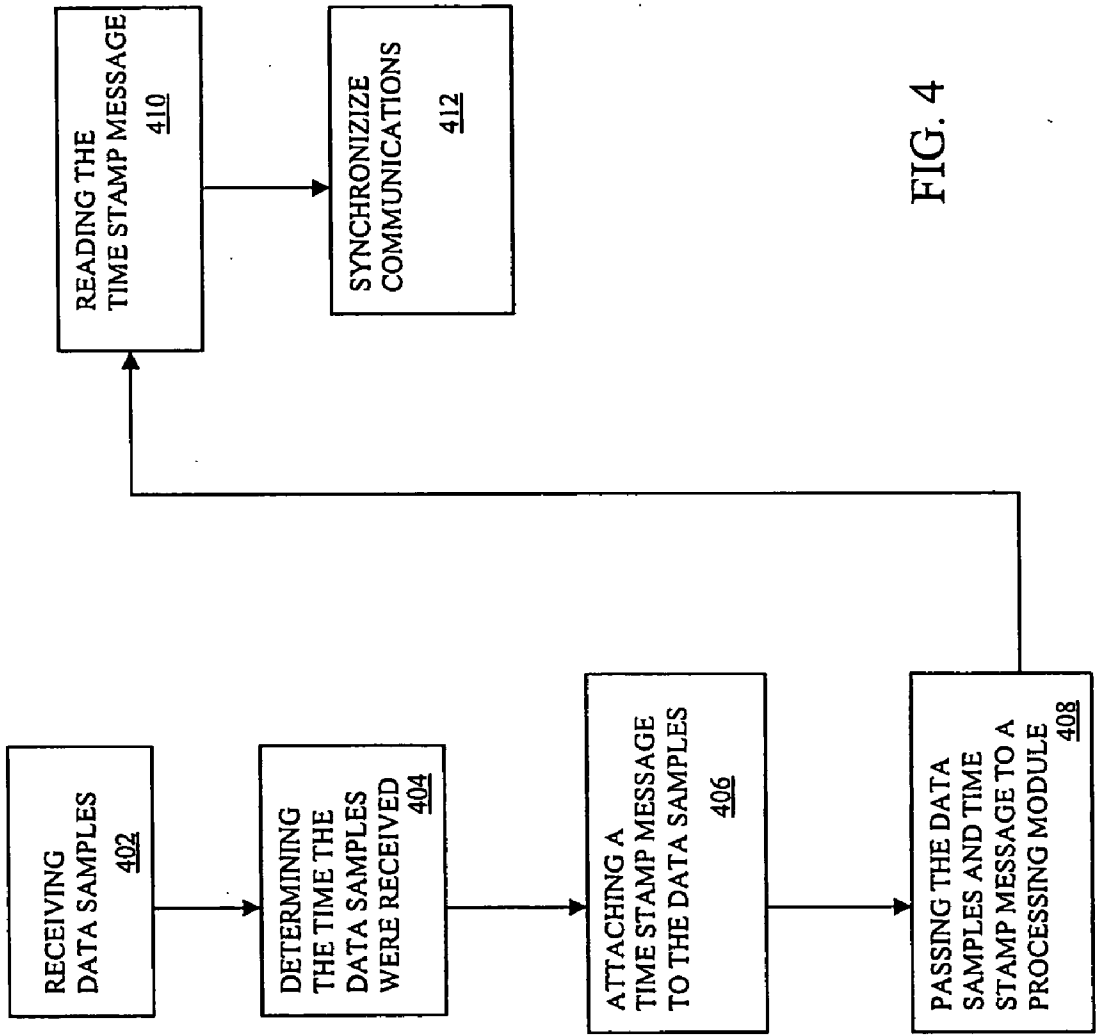 RECEIVING
DATA SAMPLES
402
DETERMINING
THE TIME THE
DATA SAMPLES
WERE RECEIVED
404
ATTACHING A
TIME STAMP MESSAGE
TO THE DATA SAMPLES
406
PASSING THE DATA
SAMPLES AND TIME
STAMP MESSAGE TO A
PROCESSING MODULE
408
READING THE
TIME STAMP MESSAGE
410
SYNCHRONIZIZE
COMMUNICATIONS
412
FIG. 4